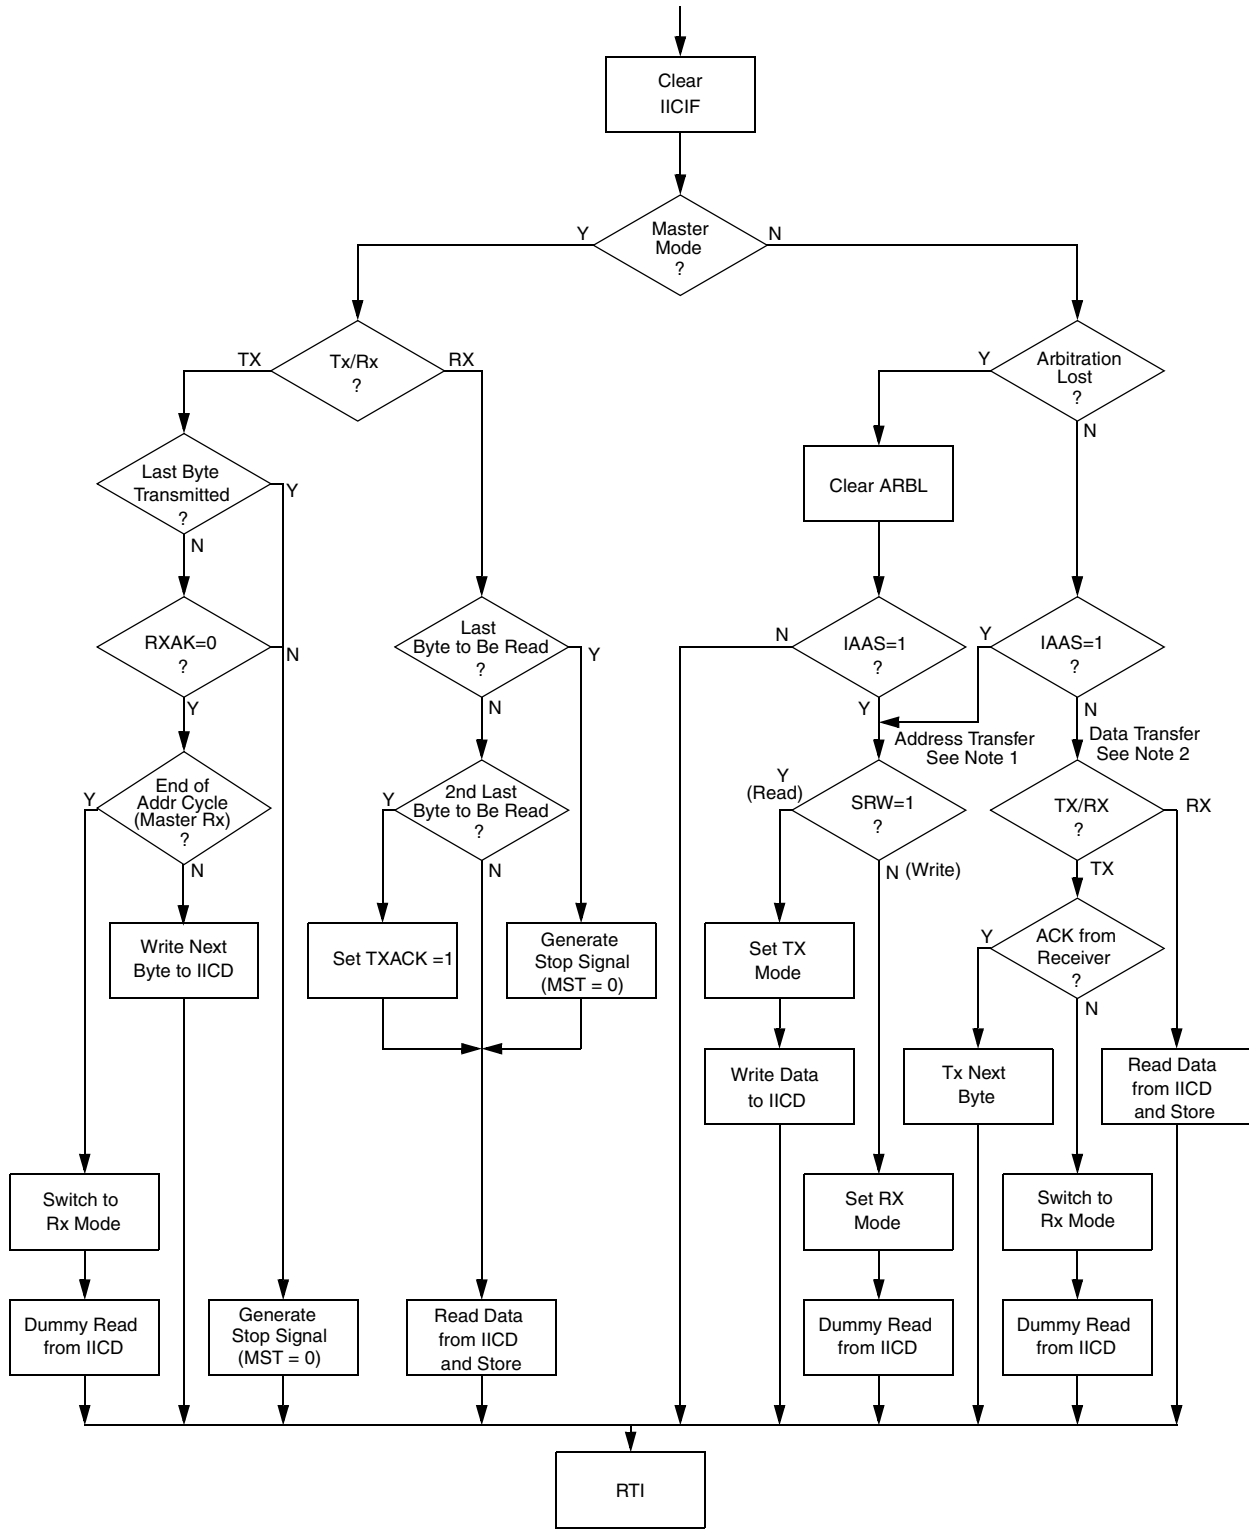 Clear
IICIF
Master
Mode
?
Y
N
Tx/Rx
?
TX
RX
Arbitration
Lost
?
Y
N
Last Byte
Transmitted
?
Y
N
Clear ARBL
RXAK=0
?
N
Y
Last
Byte to Be Read
?
Y
N
IAAS=1
?
N
Y
IAAS=1
?
Y
N
Address Transfer
See Note 1
Data Transfer
See Note 2
End of
Addr Cycle
(Master Rx)
?
Y
N
2nd Last
Byte to Be Read
?
Y
N
Y
(Read)
SRW=1
?
N (Write)
TX/RX
?
RX
TX
Write Next
Byte to IICD
Set TXACK =1
Generate
Stop Signal
(MST = 0)
Set TX
Mode
ACK from
Receiver
?
Y
N
Write Data
to IICD
Tx Next
Byte
Read Data
from IICD
and Store
Switch to
Rx Mode
Set RX
Mode
Switch to
Rx Mode
Dummy Read
from IICD
Generate
Stop Signal
(MST = 0)
Read Data
from IICD
and Store
Dummy Read
from IICD
Dummy Read
from IICD
RTI